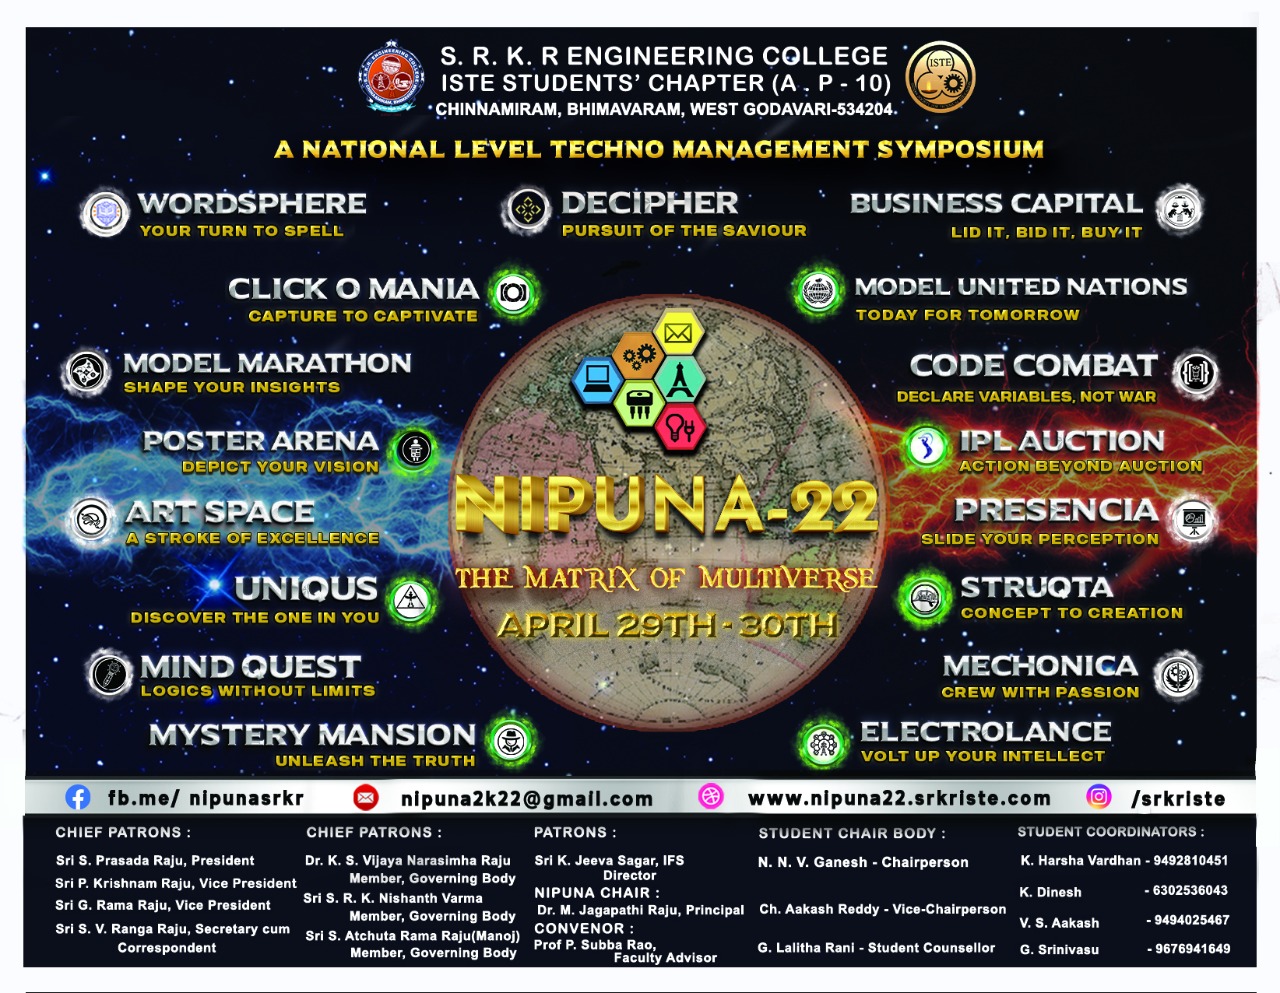 S. R. K. R ENGINEERING COLLEGE
ISTE STUDENTS' CHAPTER (A . P - 10)
CHINNAMIRAM, BHIMAVARAM, WEST GODAVARI-534204.
ISTE
A NATIONAL LEVEL TECHNO MANAGEMENT SYMPOSIUM
WORDSPHERE
YOUR TURN TO SPELL
DECIPHER
PURSUIT OF THE SAVIOUR
BUSINESS CAPITAL
LID IT, BID IT, BUY IT
CLICK O MANIA
CAPTURE TO CAPTIVATE
MODEL UNITED NATIONS
TODAY FOR TOMORROW
MODEL MARATHON
SHAPE YOUR INSIGHTS
CODE COMBAT
DECLARE VARIABLES, NOT WAR
POSTER ARENA
DEPICT YOUR VISION
IPL AUCTION
ACTION BEYOND AUCTION
ART SPACE
A STROKE OF EXCELLENCE
PRESENCIA
SLIDE YOUR PERCEPTION
NIPUNA-22
THE MATRIX OF MULTIVERSE
APRIL 29TH - 30TH
UNIQUS
DISCOVER THE ONE IN YOU
STRUQTA
CONCEPT TO CREATION
MIND QUEST
LOGICS WITHOUT LIMITS
MECHONICA
CREW WITH PASSION
MYSTERY MANSION
UNLEASH THE TRUTH
ELECTROLANCE
VOLT UP YOUR INTELLECT
fb.me/ nipunasrkr
nipuna2k22@gmail.com
www.nipuna22.srkriste.com
/srkriste
CHIEF PATRONS :
Sri S. Prasada Raju, President
Sri P. Krishnam Raju, Vice President
Sri G. Rama Raju, Vice President
Sri S. V. Ranga Raju, Secretary cum
Correspondent
CHIEF PATRONS :
Dr. K. S. Vijaya Narasimha Raju
Member, Governing Body
Sri S. R. K. Nishanth Varma
Member, Governing Body
Sri S. Atchuta Rama Raju(Manoj)
Member, Governing Body
PATRONS :
Sri K. Jeeva Sagar, IFS
Director
NIPUNA CHAIR :
Dr. M. Jagapathi Raju, Principal
CONVENOR :
Prof P. Subba Rao,
Faculty Advisor
STUDENT CHAIR BODY :
N. N. V. Ganesh - Chairperson
Ch. Aakash Reddy - Vice-Chairperson
G. Lalitha Rani - Student Counsellor
STUDENT COORDINATORS :
K. Harsha Vardhan - 9492810451
K. Dinesh - 6302536043
V. S. Aakash - 9494025467
G. Srinivasu - 9676941649